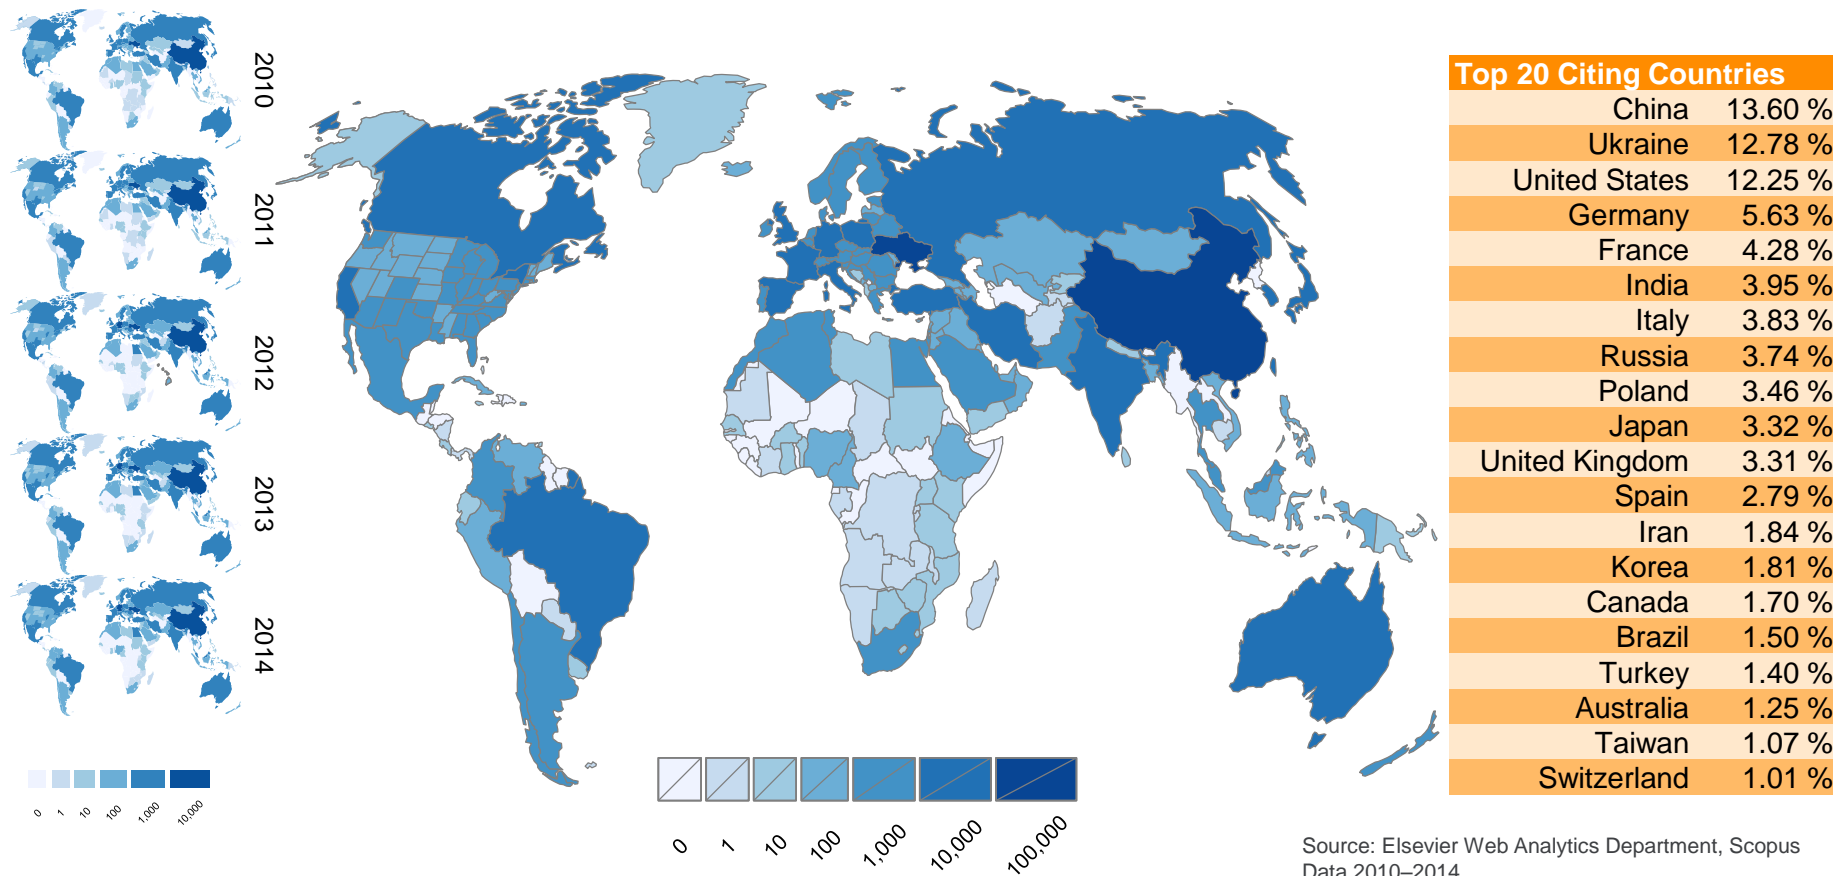 2010
2011
2012
2013
2014
0
1
10
100
1,000
10,000
0
1
10
100
1,000
10,000
100,000
Top 20 Citing Countries
China 13.60 %
Ukraine 12.78 %
United States 12.25 %
Germany 5.63 %
France 4.28 %
India 3.95 %
Italy 3.83 %
Russia 3.74 %
Poland 3.46 %
Japan 3.32 %
United Kingdom 3.31 %
Spain 2.79 %
Iran 1.84 %
Korea 1.81 %
Canada 1.70 %
Brazil 1.50 %
Turkey 1.40 %
Australia 1.25 %
Taiwan 1.07 %
Switzerland 1.01 %
Source: Elsevier Web Analytics Department, Scopus
Data 2010–2014